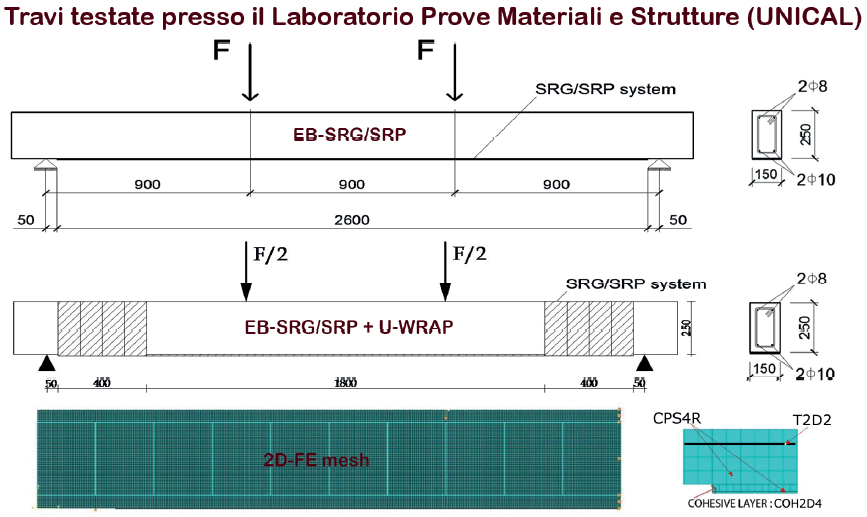 Travi testate presso il Laboratorio Prove Materiali e Strutture (UNICAL)
F F
SRG/SRP system
EB-SRG/SRP
2Φ8
250
150
2Φ10
900 900 900
50 2600 50
F/2 F/2
SRG/SRP system
EB-SRG/SRP + U-WRAP
250
2Φ8
250
150
2Φ10
50 400 1800 400 50
2D-FE mesh
CPS4R
T2D2
COHESIVE LAYER : COH2D4